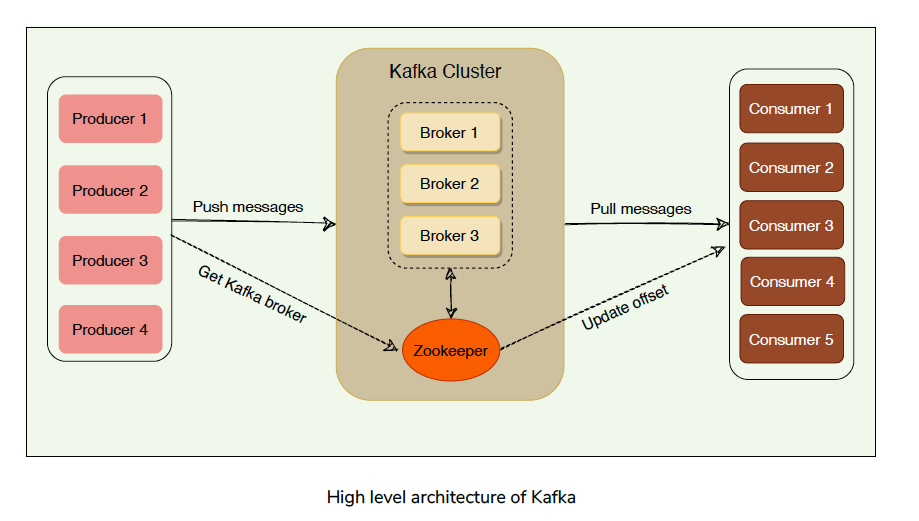 Kafka Cluster
Producer 1
Producer 2
Producer 3
Producer 4
Push messages
Get Kafka broker
Broker 1
Broker 2
Broker 3
Zookeeper
Pull messages
Update offset
Consumer 1
Consumer 2
Consumer 3
Consumer 4
Consumer 5
High level architecture of Kafka